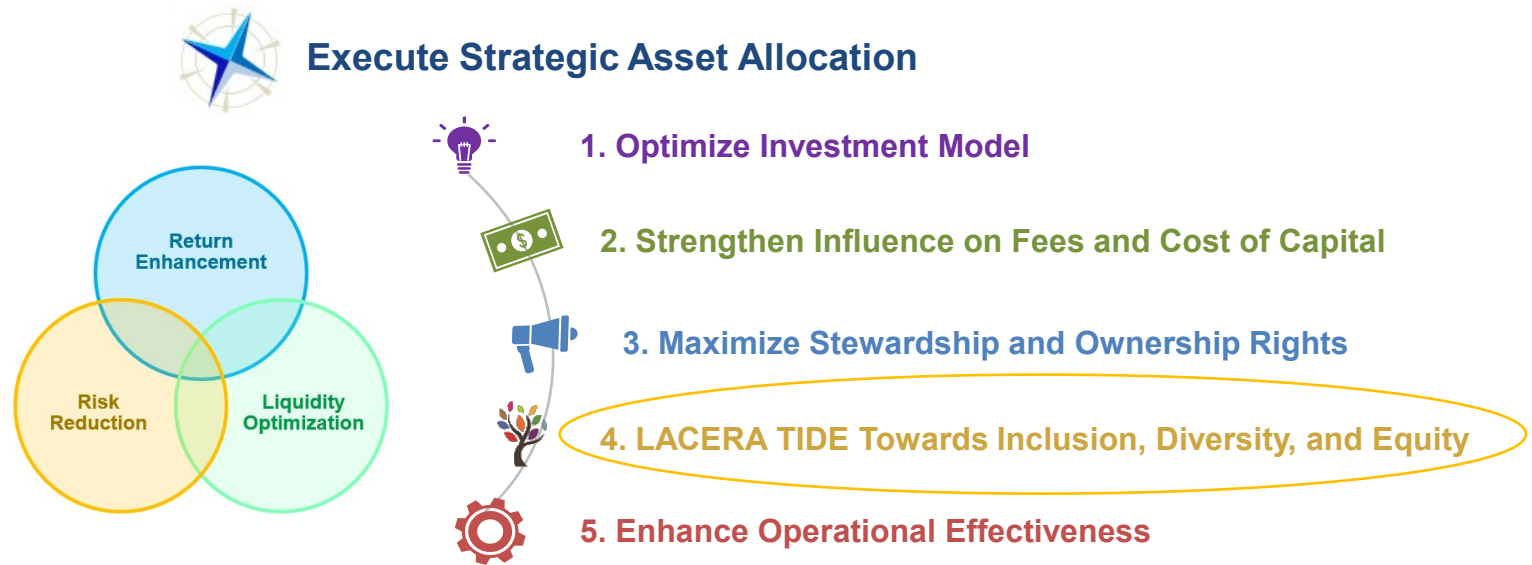 Execute Strategic Asset Allocation
1. Optimize Investment Model
2. Strengthen Influence on Fees and Cost of Capital
3. Maximize Stewardship and Ownership Rights
4. LACERA TIDE Towards Inclusion, Diversity, and Equity
5. Enhance Operational Effectiveness
Return
Enhancement
Risk
Reduction
Liquidity
Optimization
$